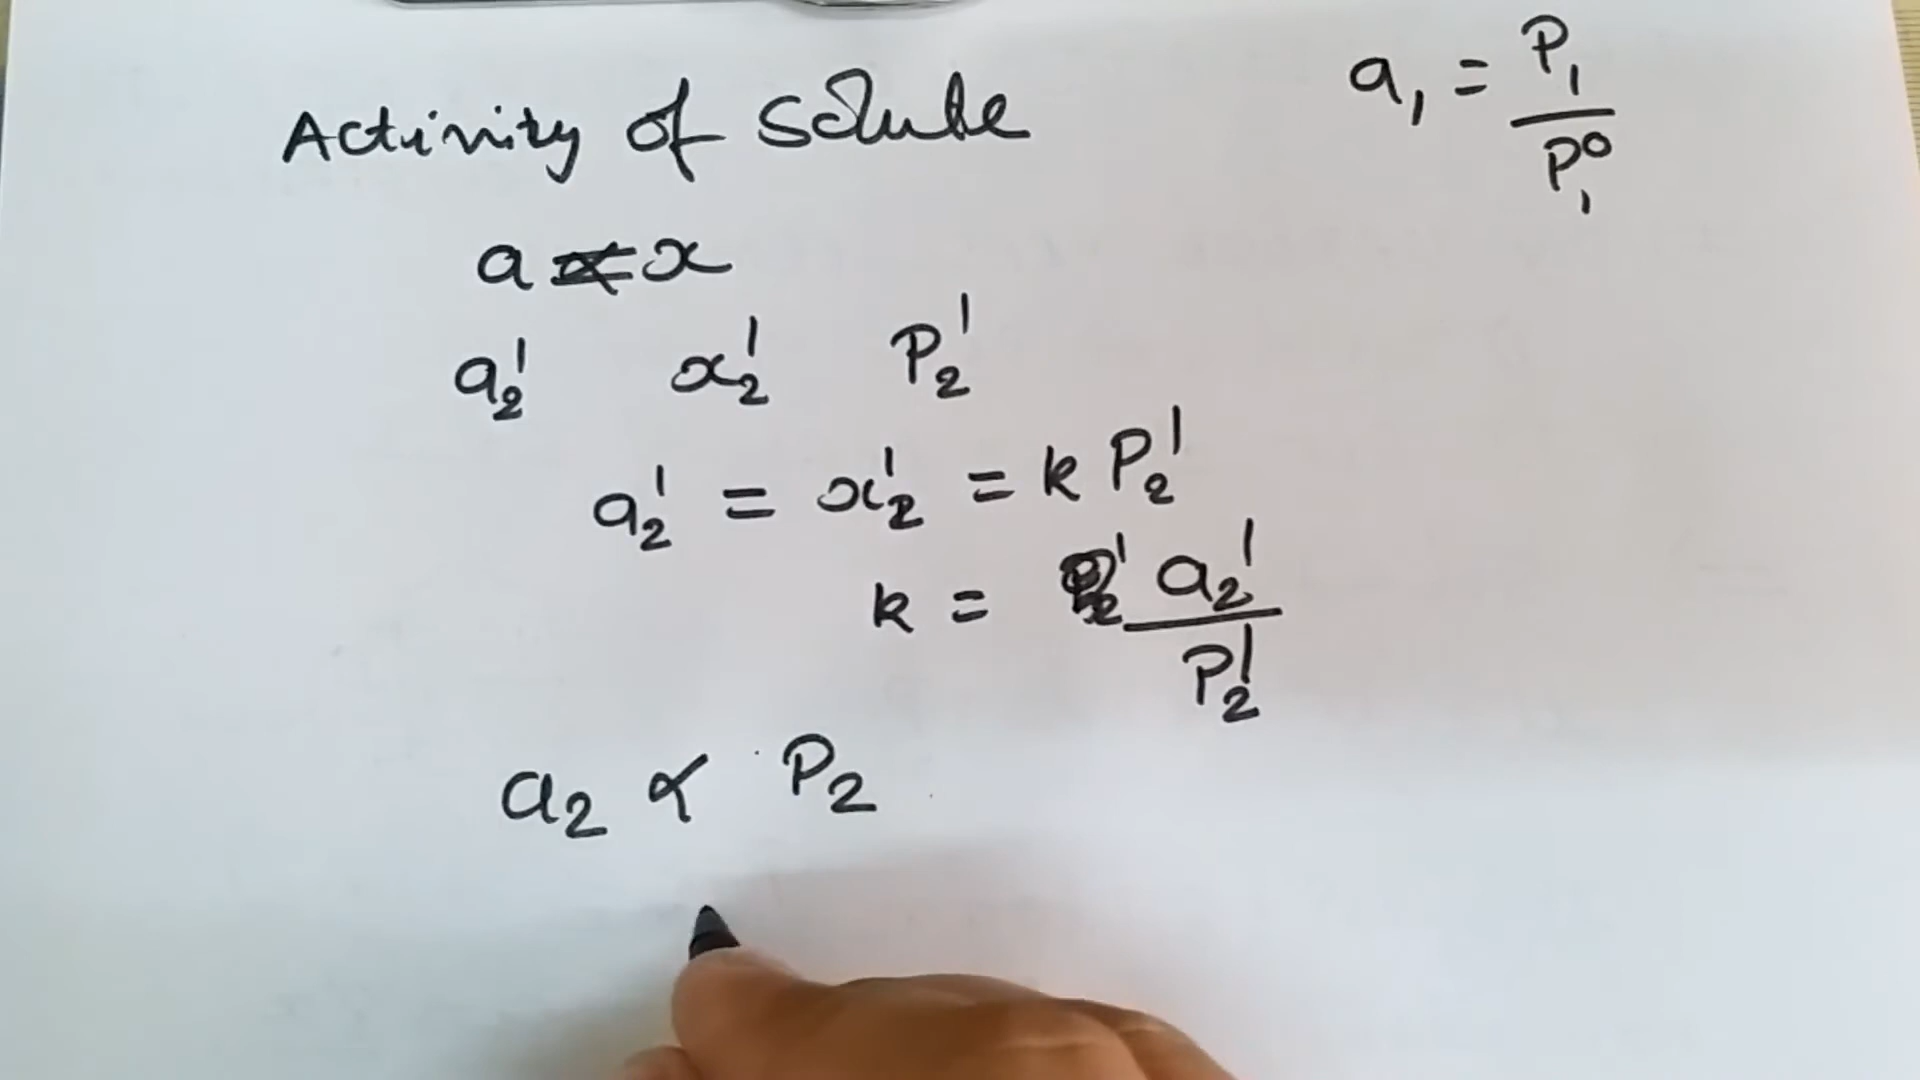 Activity of Solute
a₁ = P₁ / P₁⁰
a = x
a₂' x₂' P₂'
a₂' = x₂' = k P₂'
k = a₂' / P₂'
a₂ ∝ P₂